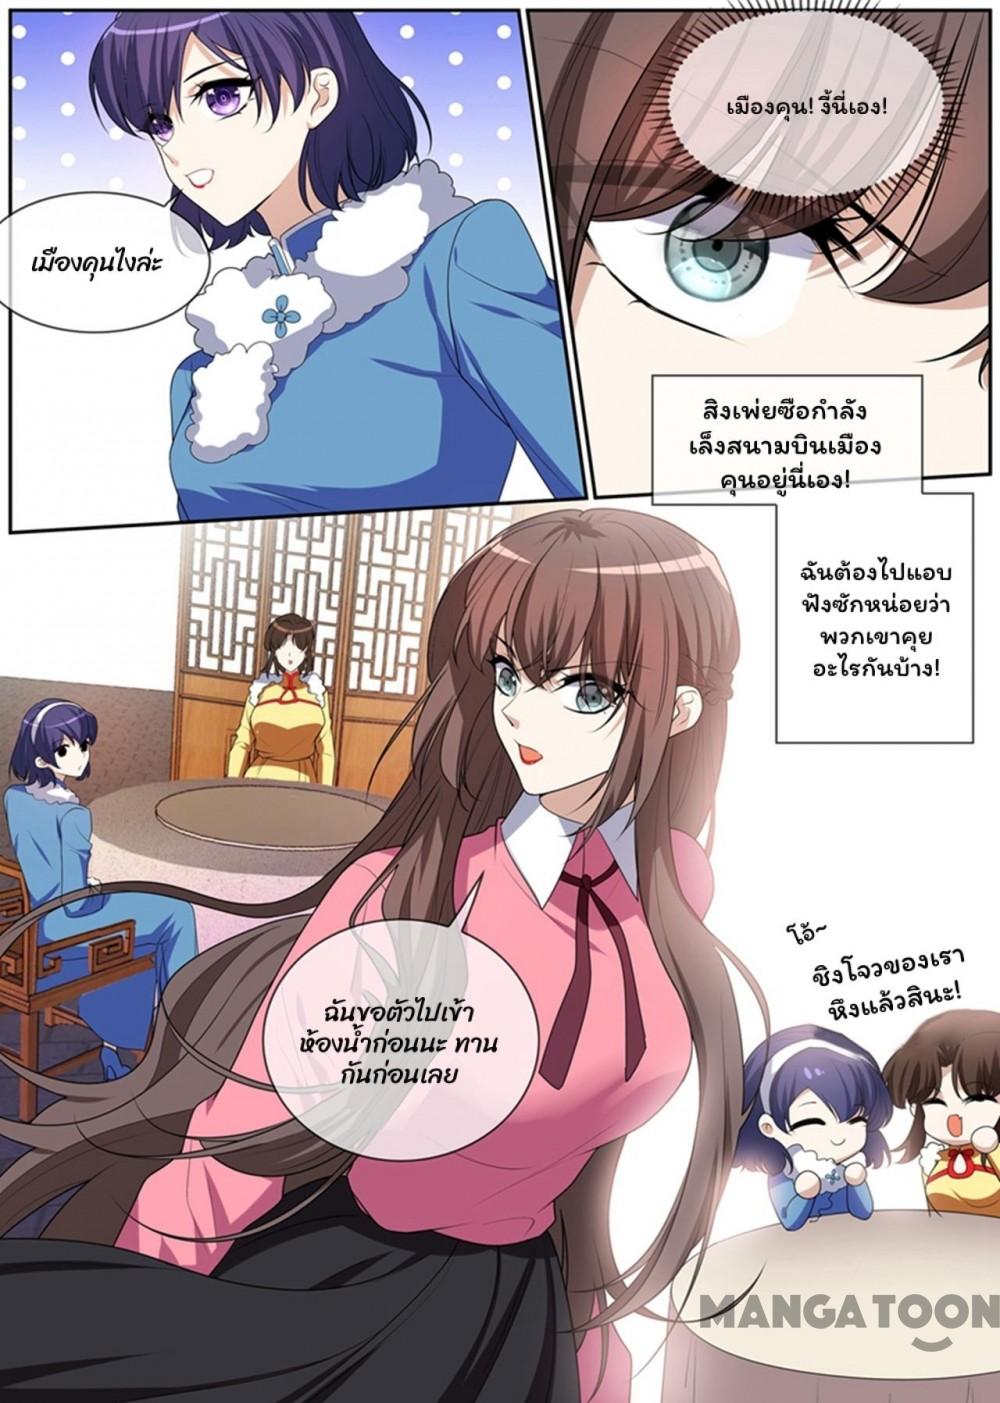 เมืองคุนไงล่ะ
เมืองคุน! งี้นี่เอง!
สิงเพ่ยซือกำลัง
เล็งสนามบินเมือง
คุนอยู่นี่เอง!
ฉันต้องไปแอบ
ฟังซักหน่อยว่า
พวกเขาคุย
อะไรกันบ้าง!
ฉันขอตัวไปเข้า
ห้องน้ำก่อนนะ ทาน
กันก่อนเลย
โอ้~
ชิงโจวของเรา
หึงแล้วสินะ!
MANGATOON